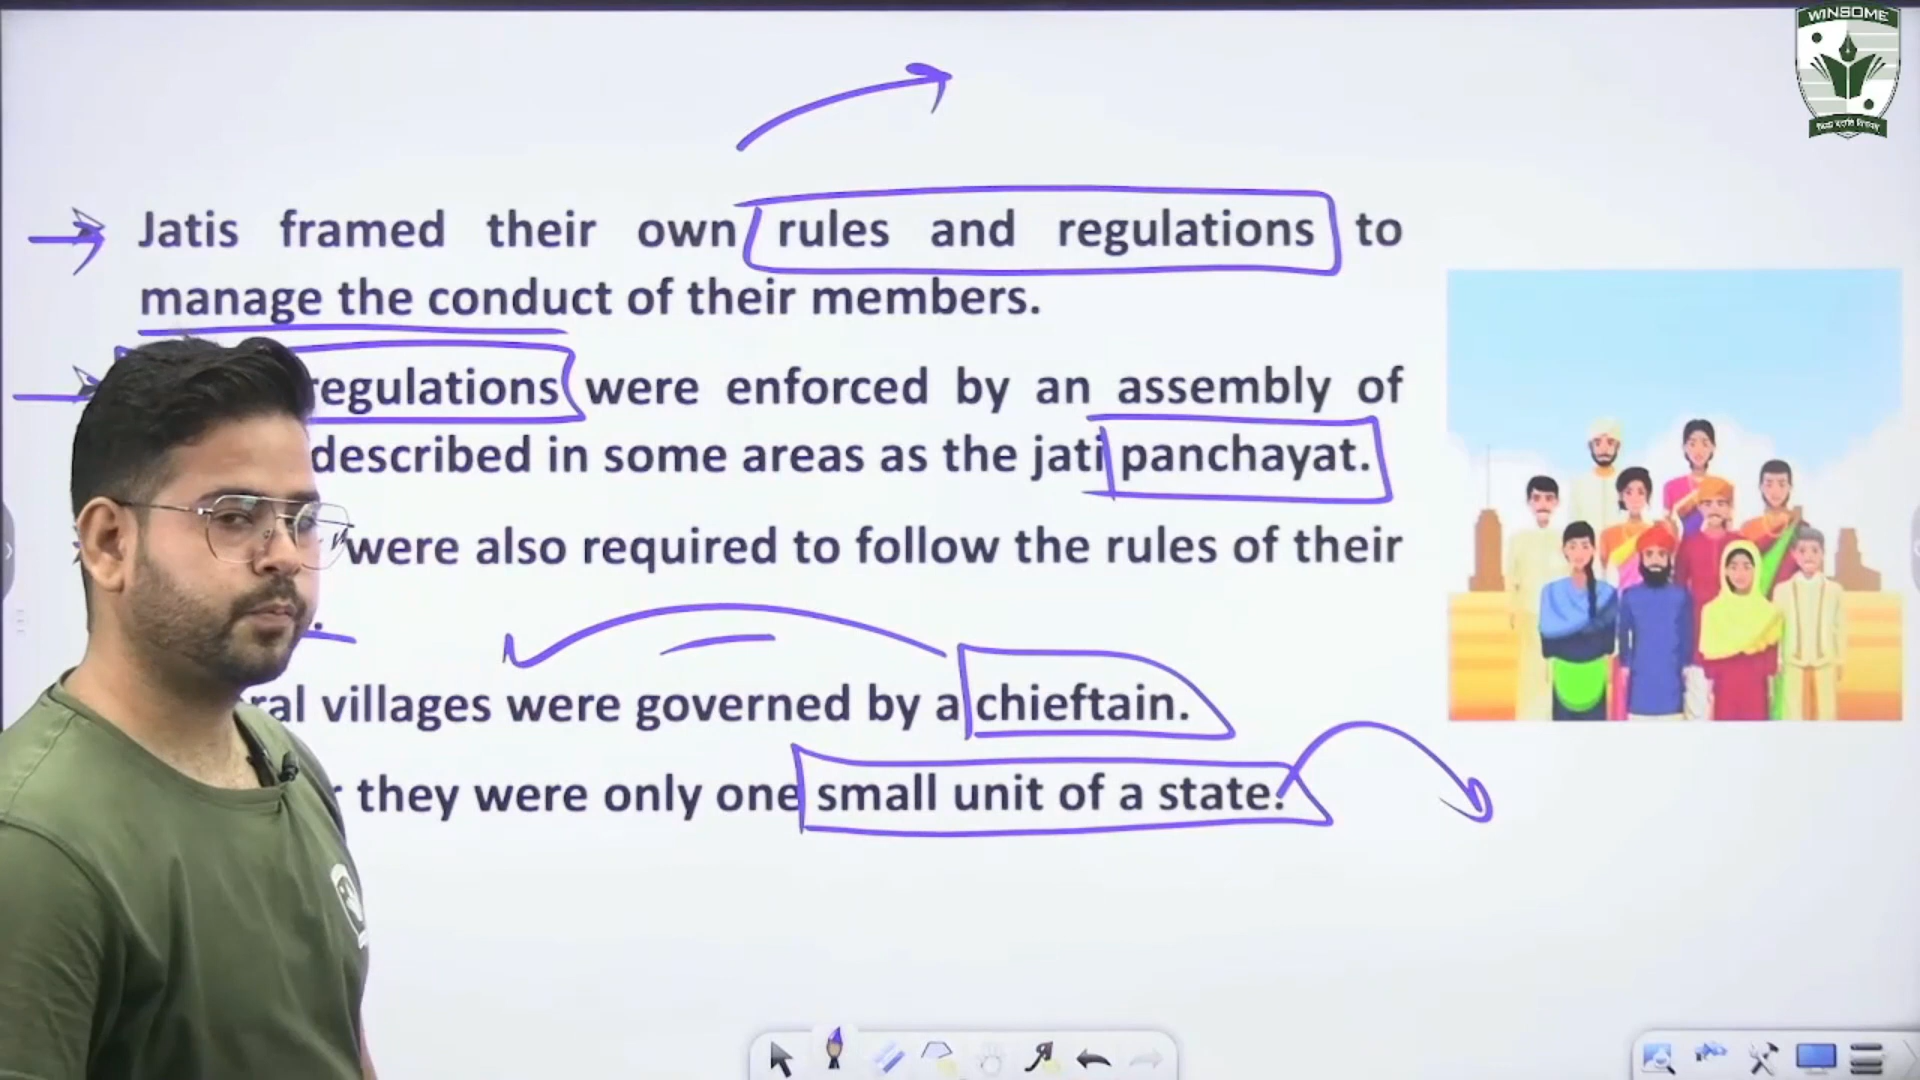 WINSOME
Jatis framed their own rules and regulations to
manage the conduct of their members.
regulations were enforced by an assembly of
described in some areas as the jati panchayat.
were also required to follow the rules of their
villages were governed by a chieftain.
they were only one small unit of a state.